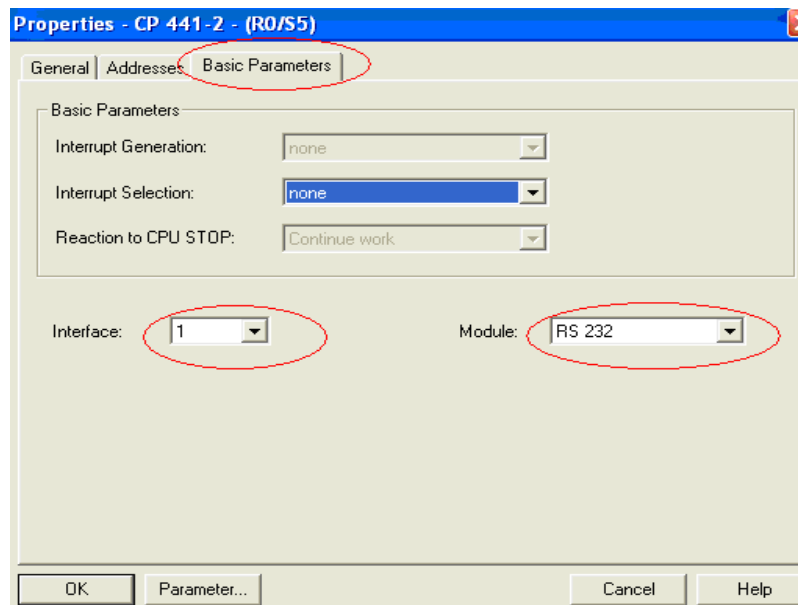 Properties - CP 441-2 - (R0/S5)
General Addresses Basic Parameters
Basic Parameters
Interrupt Generation: none
Interrupt Selection: none
Reaction to CPU STOP: Continue work
Interface: 1 Module: RS 232
OK Parameter... Cancel Help